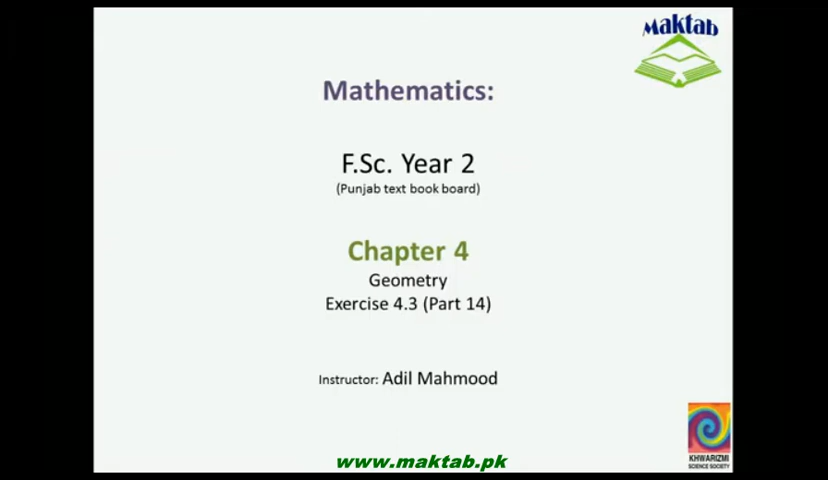 Maktab
Mathematics:
F.Sc. Year 2
(Punjab text book board)
Chapter 4
Geometry
Exercise 4.3 (Part 14)
Instructor: Adil Mahmood
KHWARIZMI
SCIENCE SOCIETY
www.maktab.pk